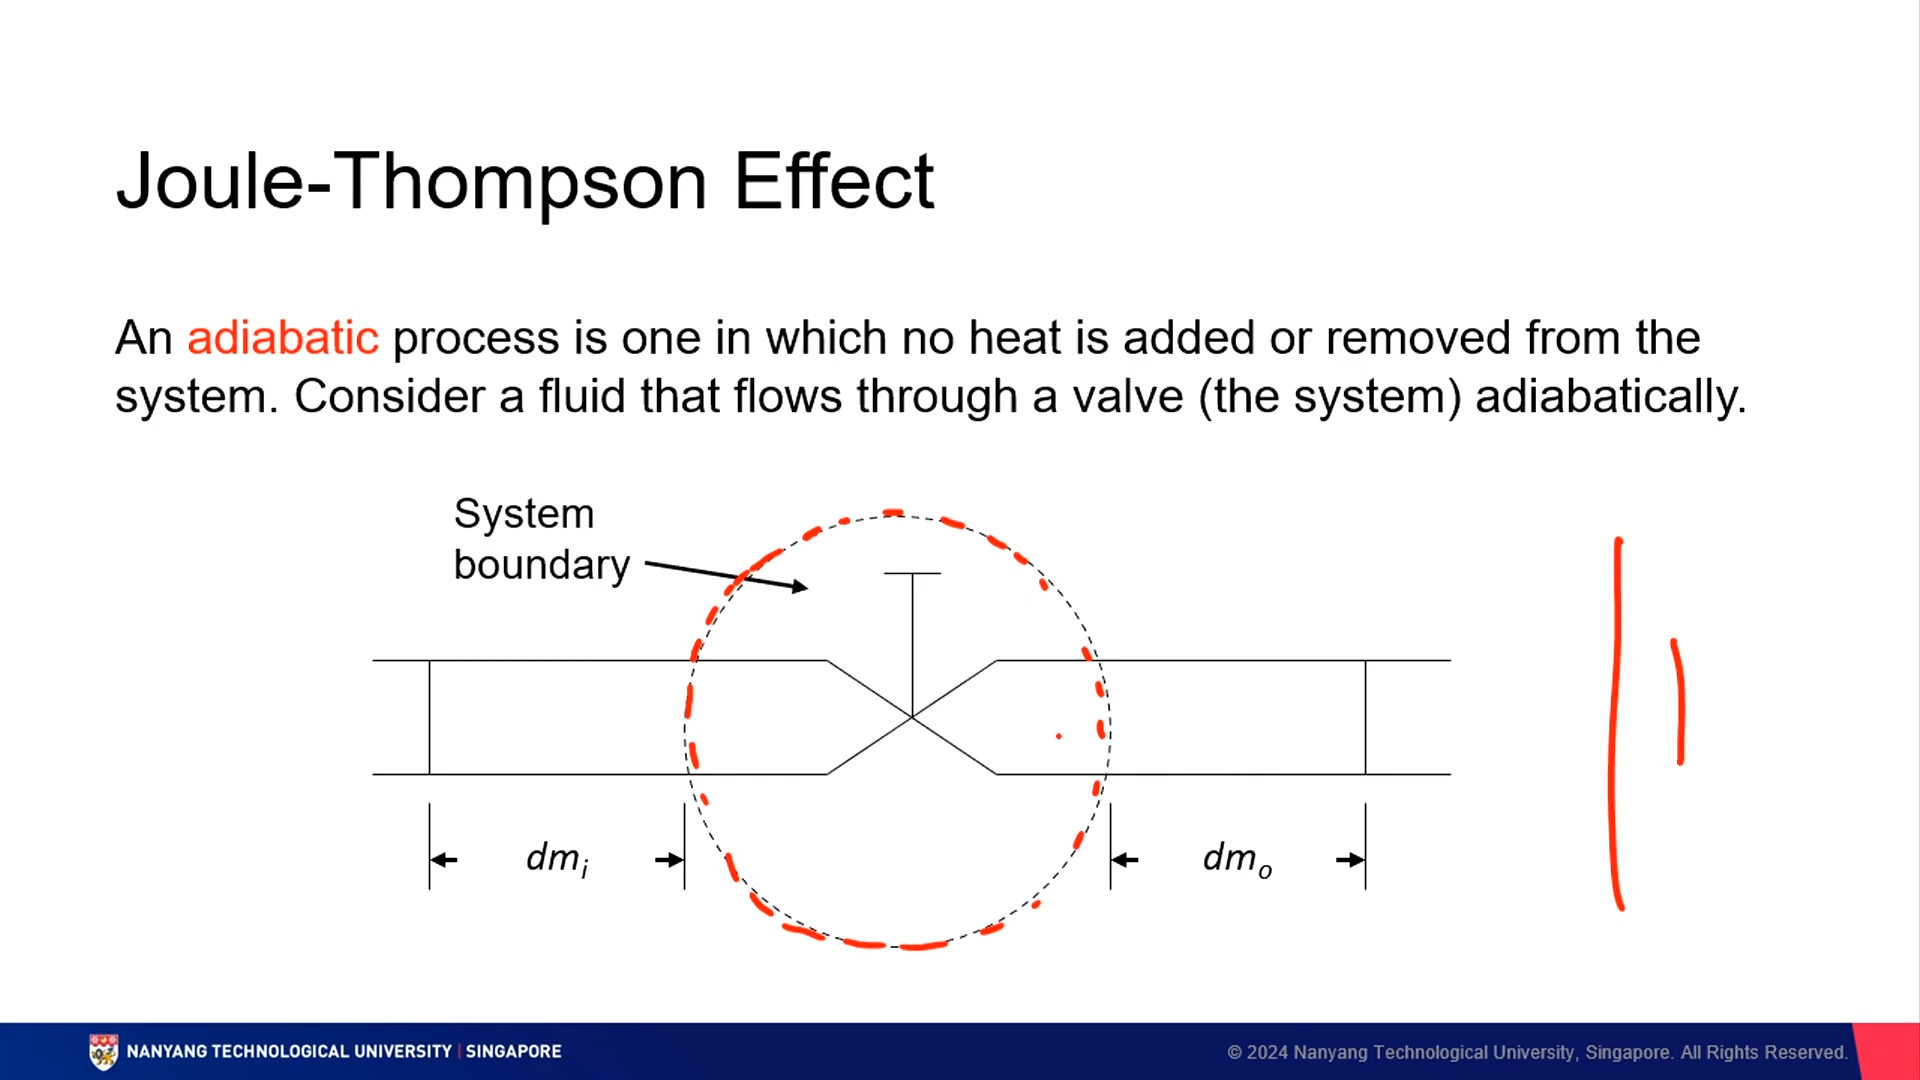 Joule-Thompson Effect
An adiabatic process is one in which no heat is added or removed from the
system. Consider a fluid that flows through a valve (the system) adiabatically.
System
boundary
dmi
dmo
NANYANG TECHNOLOGICAL UNIVERSITY | SINGAPORE
© 2024 Nanyang Technological University, Singapore. All Rights Reserved.